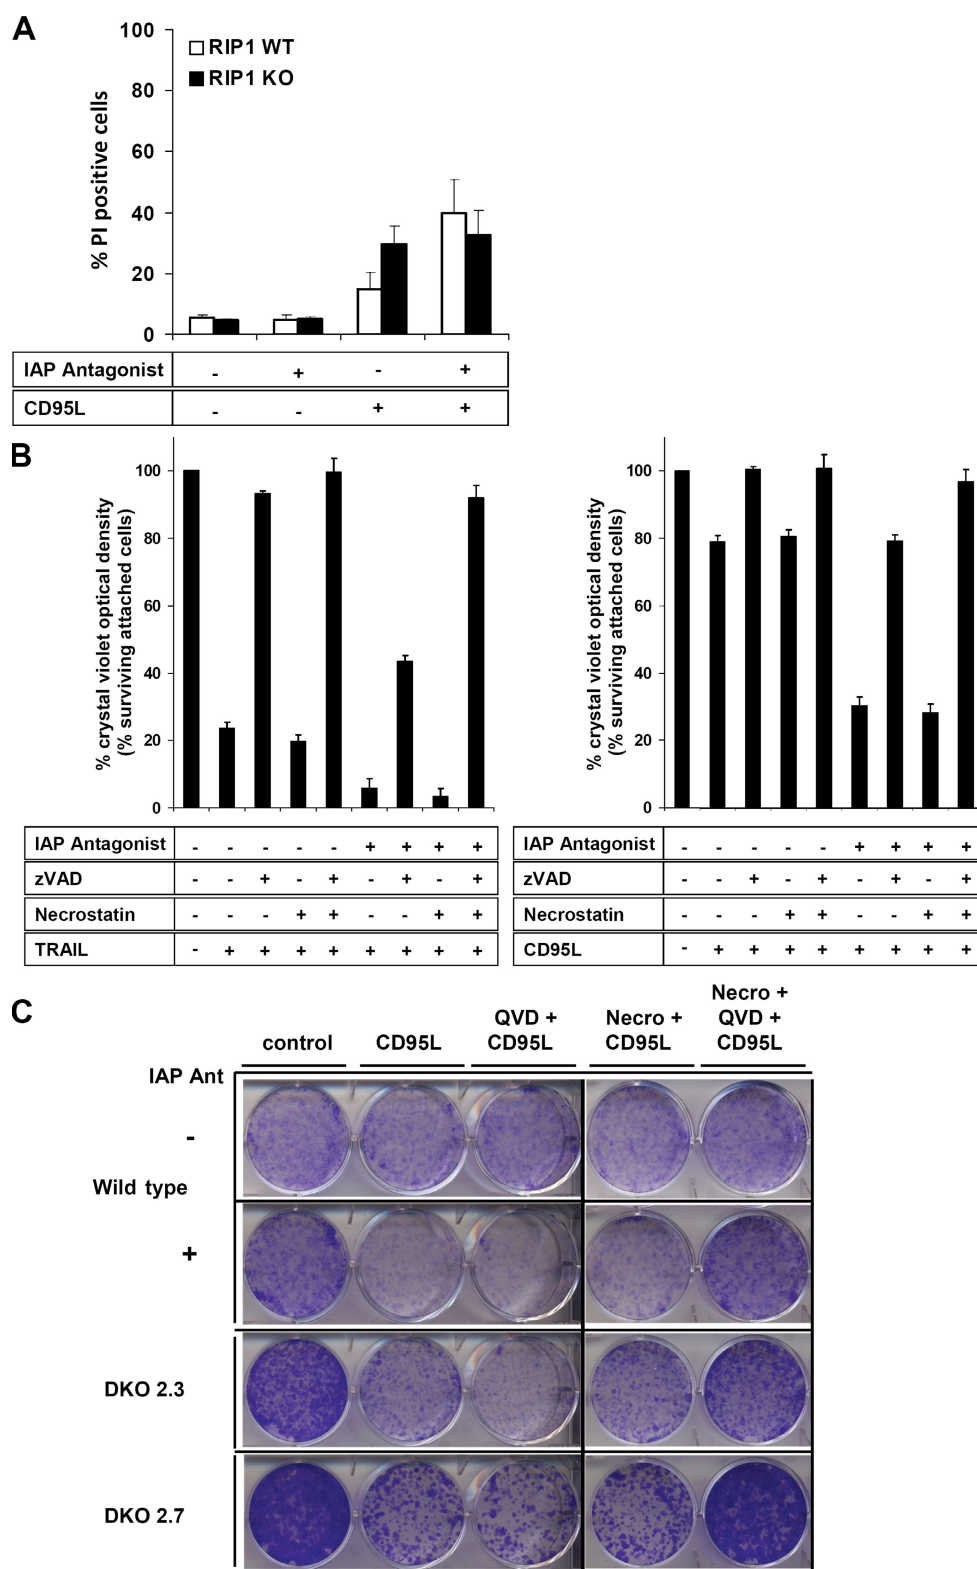 A
100
80
60
40
20
0
% PI positive cells
RIP1 WT
RIP1 KO
IAP Antagonist - + - +
CD95L - - + +
B
100
80
60
40
20
0
% crystal violet optical density
(% surviving attached cells)
IAP Antagonist - - - - - + + + +
zVAD - - + - + - + - +
Necrostatin - - - + + - - + +
TRAIL - + + + + + + + +
100
80
60
40
20
0
% crystal violet optical density
(% surviving attached cells)
IAP Antagonist - - - - - + + + +
zVAD - - + - + - + - +
Necrostatin - - - + + - - + +
CD95L - + + + + + + + +
C
control
CD95L
QVD +
CD95L
Necro +
CD95L
Necro +
QVD +
CD95L
IAP Ant
-
Wild type
+
DKO 2.3
DKO 2.7